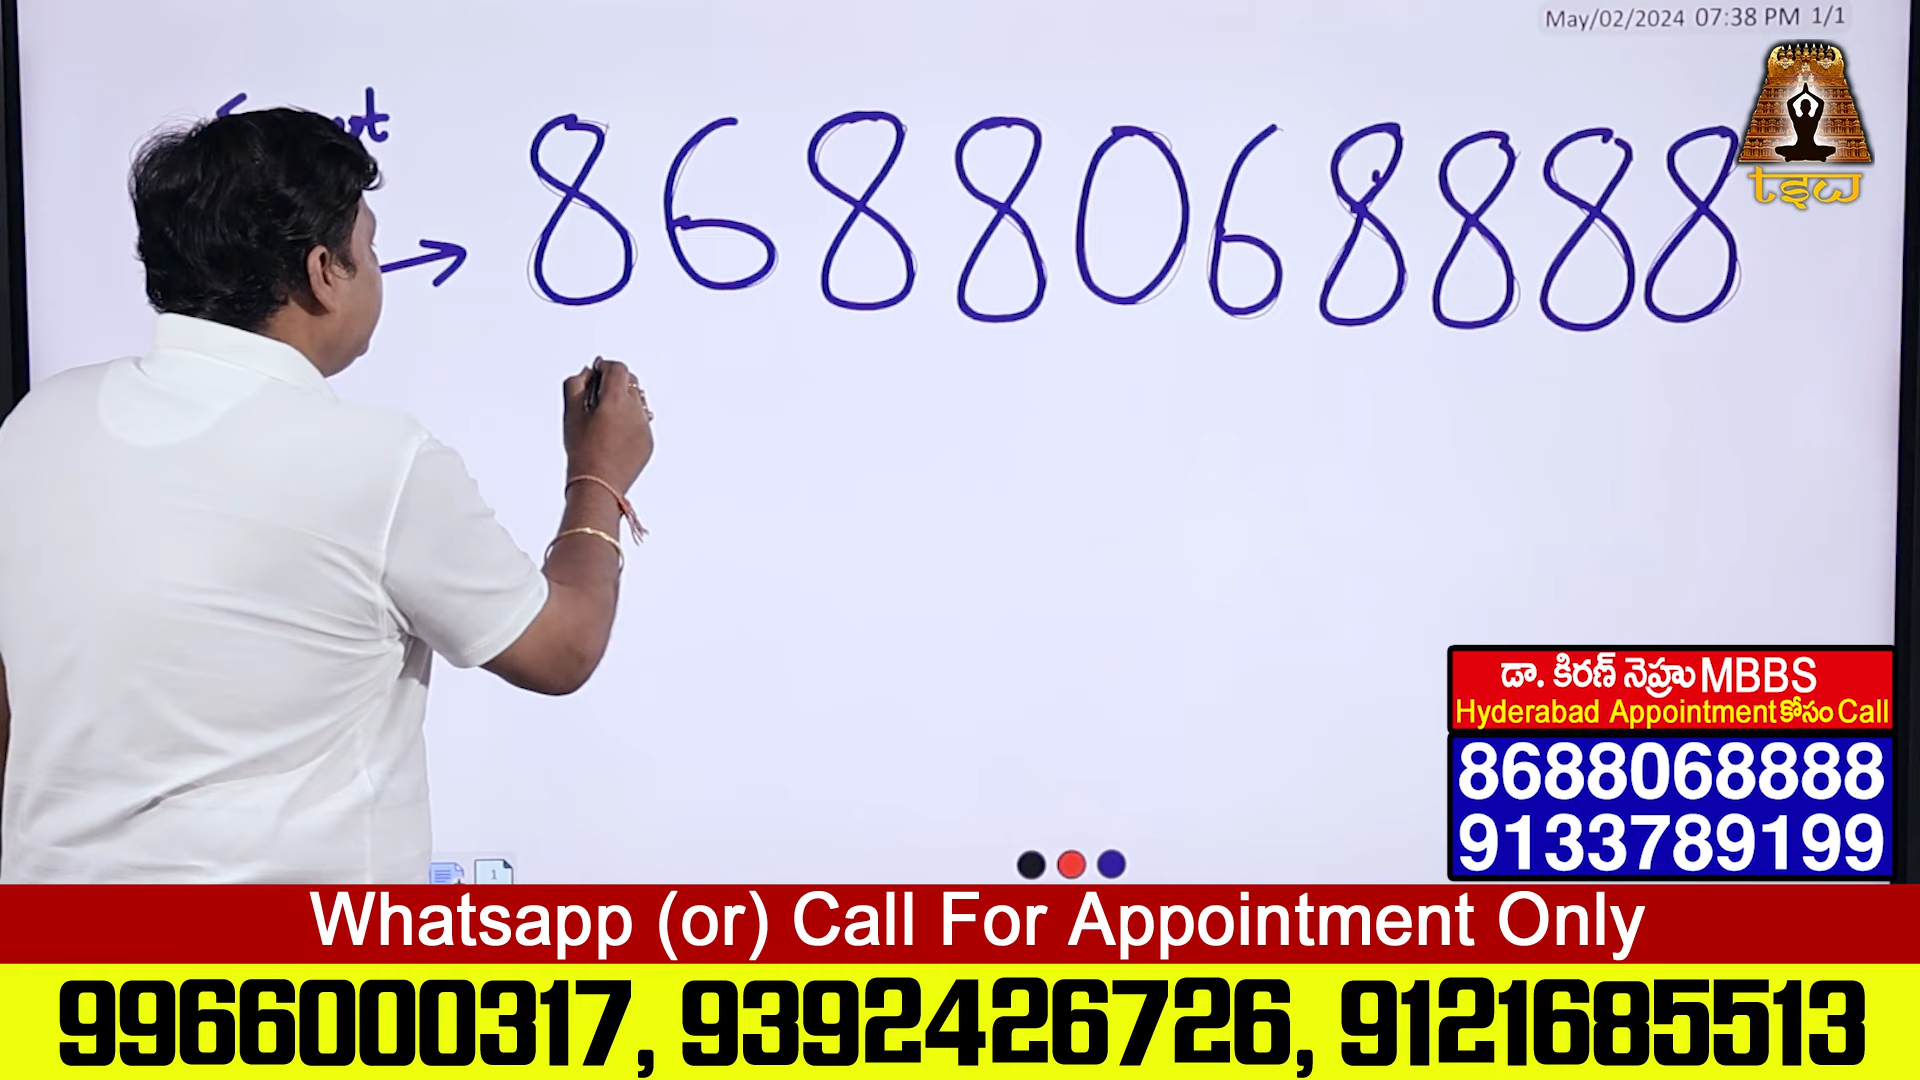 May/02/2024 07:38 PM 1/1
8688068888
tsw
డా. కిరణ్ నెహ్రు MBBS
Hyderabad Appointment కోసం Call
8688068888
9133789199
1
Whatsapp (or) Call For Appointment Only
9966000317, 9392426726, 9121685513